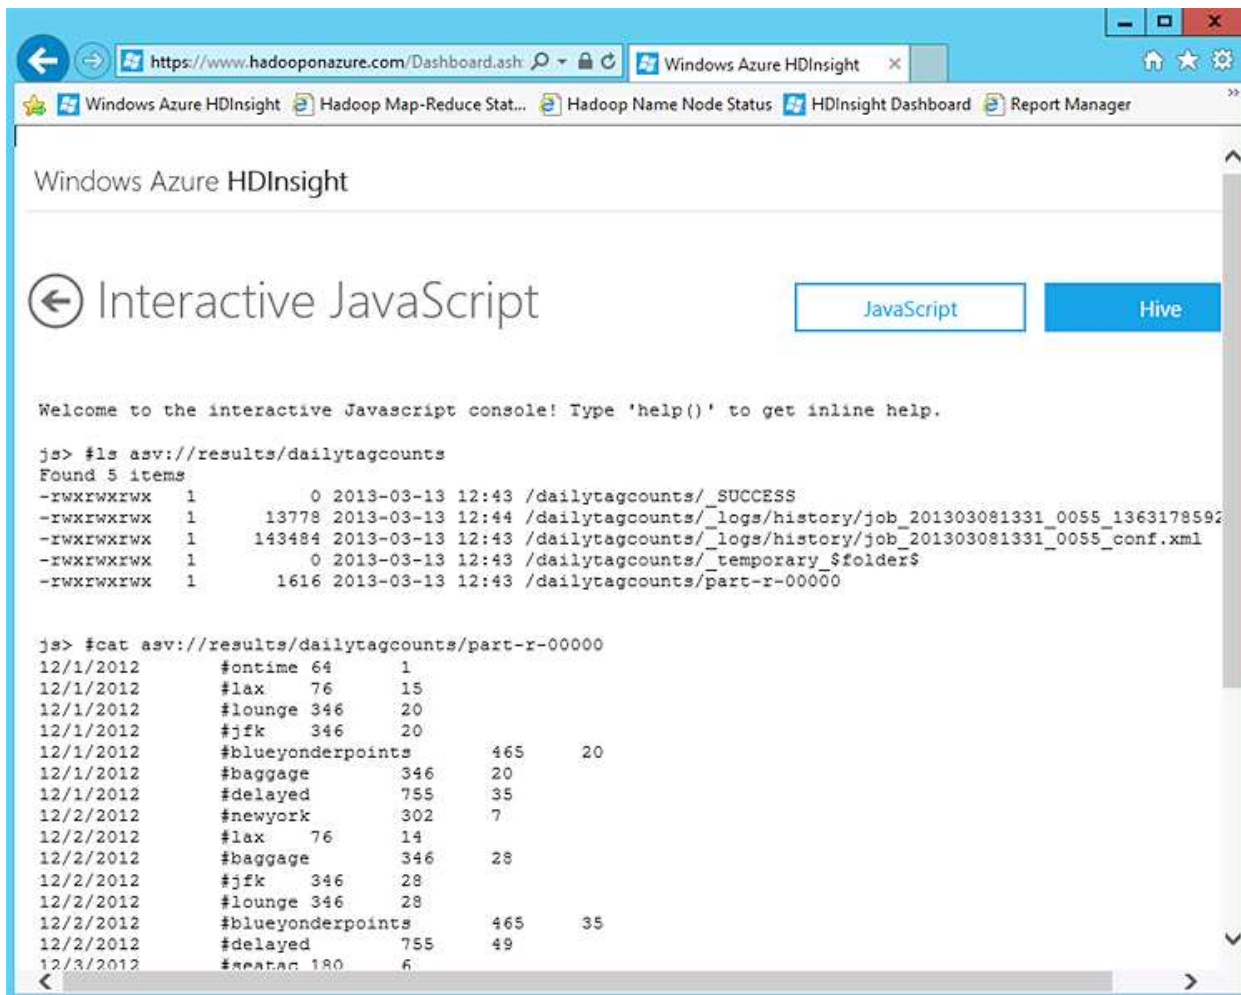 https://www.hadooponazure.com/Dashboard.ash
Windows Azure HDInsight
Windows Azure HDInsight
Hadoop Map-Reduce Stat...
Hadoop Name Node Status
HDInsight Dashboard
Report Manager
Windows Azure HDInsight
Interactive JavaScript
JavaScript
Hive
Welcome to the interactive Javascript console! Type 'help()' to get inline help.
js> #ls asv://results/dailytagcounts
Found 5 items
-rwxrwxrwx 1 0 2013-03-13 12:43 /dailytagcounts/_SUCCESS
-rwxrwxrwx 1 13778 2013-03-13 12:44 /dailytagcounts/_logs/history/job_201303081331_0055_1363178592
-rwxrwxrwx 1 143484 2013-03-13 12:43 /dailytagcounts/_logs/history/job_201303081331_0055_conf.xml
-rwxrwxrwx 1 0 2013-03-13 12:43 /dailytagcounts/_temporary_$folder$
-rwxrwxrwx 1 1616 2013-03-13 12:43 /dailytagcounts/part-r-00000
js> #cat asv://results/dailytagcounts/part-r-00000
12/1/2012 #ontime 64 1
12/1/2012 #lax 76 15
12/1/2012 #lounge 346 20
12/1/2012 #jfk 346 20
12/1/2012 #blueyonderpoints 465 20
12/1/2012 #baggage 346 20
12/1/2012 #delayed 755 35
12/2/2012 #newyork 302 7
12/2/2012 #lax 76 14
12/2/2012 #baggage 346 28
12/2/2012 #jfk 346 28
12/2/2012 #lounge 346 28
12/2/2012 #blueyonderpoints 465 35
12/2/2012 #delayed 755 49
12/3/2012 #seatac 180 6